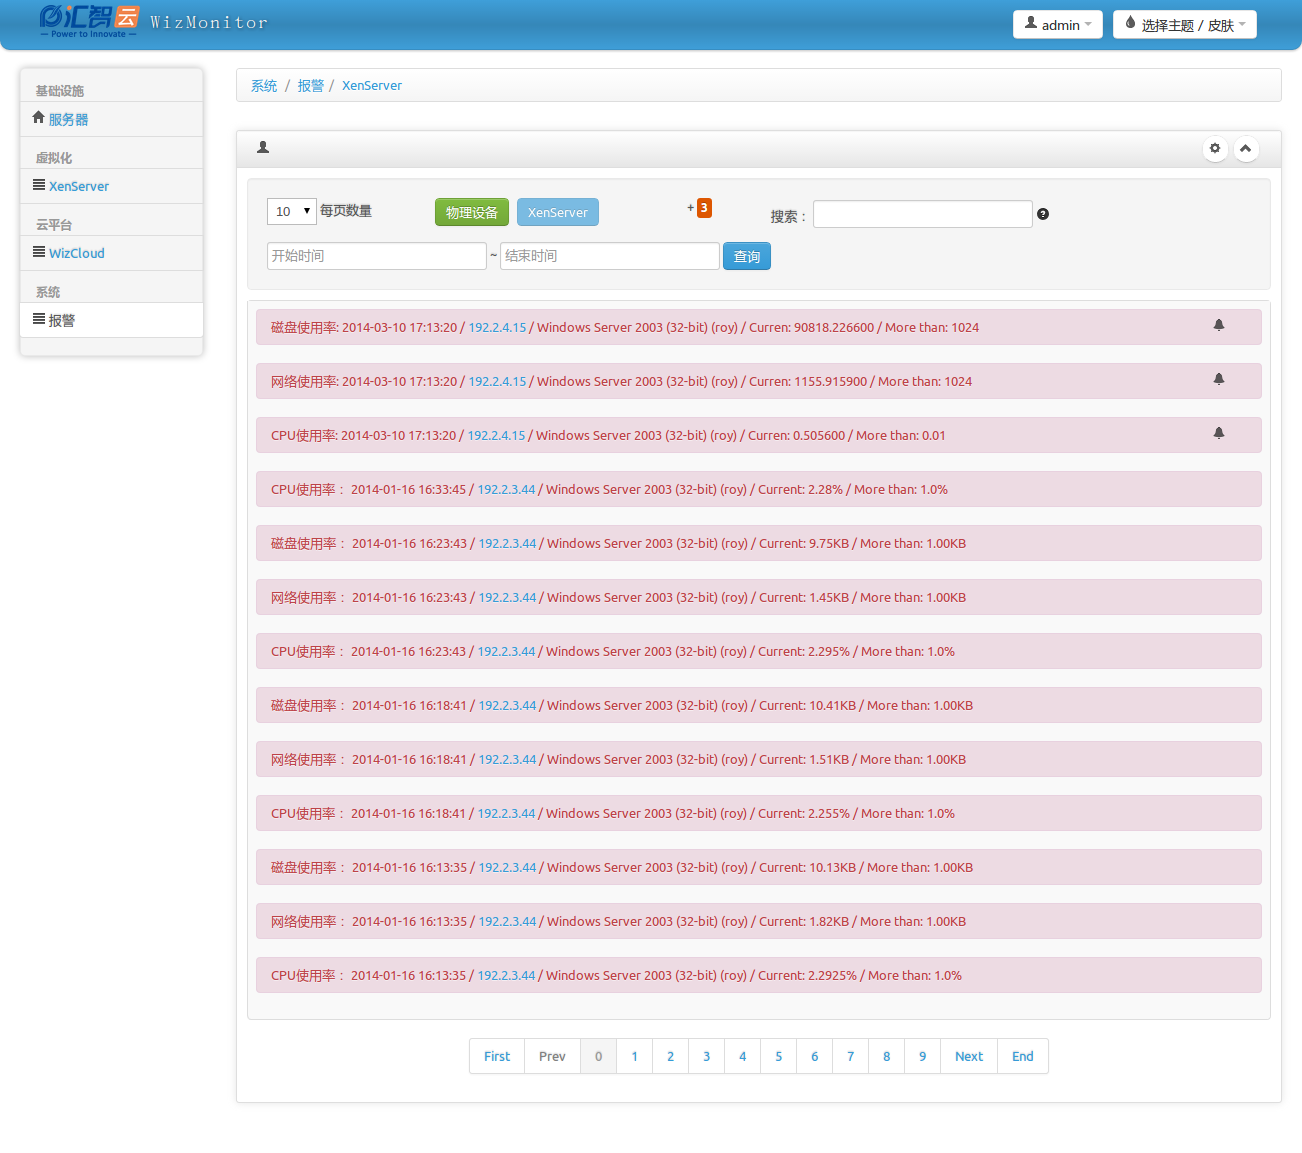 汇智云 WizMonitor
— Power to Innovate —
admin 选择主题 / 皮肤
基础设施
服务器
虚拟化
XenServer
云平台
WizCloud
系统
报警
系统 / 报警 / XenServer
10 每页数量 物理设备 XenServer + 3 搜索：
开始时间 ~ 结束时间 查询
磁盘使用率: 2014-03-10 17:13:20 / 192.2.4.15 / Windows Server 2003 (32-bit) (roy) / Curren: 90818.226600 / More than: 1024
网络使用率: 2014-03-10 17:13:20 / 192.2.4.15 / Windows Server 2003 (32-bit) (roy) / Curren: 1155.915900 / More than: 1024
CPU使用率: 2014-03-10 17:13:20 / 192.2.4.15 / Windows Server 2003 (32-bit) (roy) / Curren: 0.505600 / More than: 0.01
CPU使用率： 2014-01-16 16:33:45 / 192.2.3.44 / Windows Server 2003 (32-bit) (roy) / Current: 2.28% / More than: 1.0%
磁盘使用率： 2014-01-16 16:23:43 / 192.2.3.44 / Windows Server 2003 (32-bit) (roy) / Current: 9.75KB / More than: 1.00KB
网络使用率： 2014-01-16 16:23:43 / 192.2.3.44 / Windows Server 2003 (32-bit) (roy) / Current: 1.45KB / More than: 1.00KB
CPU使用率： 2014-01-16 16:23:43 / 192.2.3.44 / Windows Server 2003 (32-bit) (roy) / Current: 2.295% / More than: 1.0%
磁盘使用率： 2014-01-16 16:18:41 / 192.2.3.44 / Windows Server 2003 (32-bit) (roy) / Current: 10.41KB / More than: 1.00KB
网络使用率： 2014-01-16 16:18:41 / 192.2.3.44 / Windows Server 2003 (32-bit) (roy) / Current: 1.51KB / More than: 1.00KB
CPU使用率： 2014-01-16 16:18:41 / 192.2.3.44 / Windows Server 2003 (32-bit) (roy) / Current: 2.255% / More than: 1.0%
磁盘使用率： 2014-01-16 16:13:35 / 192.2.3.44 / Windows Server 2003 (32-bit) (roy) / Current: 10.13KB / More than: 1.00KB
网络使用率： 2014-01-16 16:13:35 / 192.2.3.44 / Windows Server 2003 (32-bit) (roy) / Current: 1.82KB / More than: 1.00KB
CPU使用率： 2014-01-16 16:13:35 / 192.2.3.44 / Windows Server 2003 (32-bit) (roy) / Current: 2.2925% / More than: 1.0%
First Prev 0 1 2 3 4 5 6 7 8 9 Next End